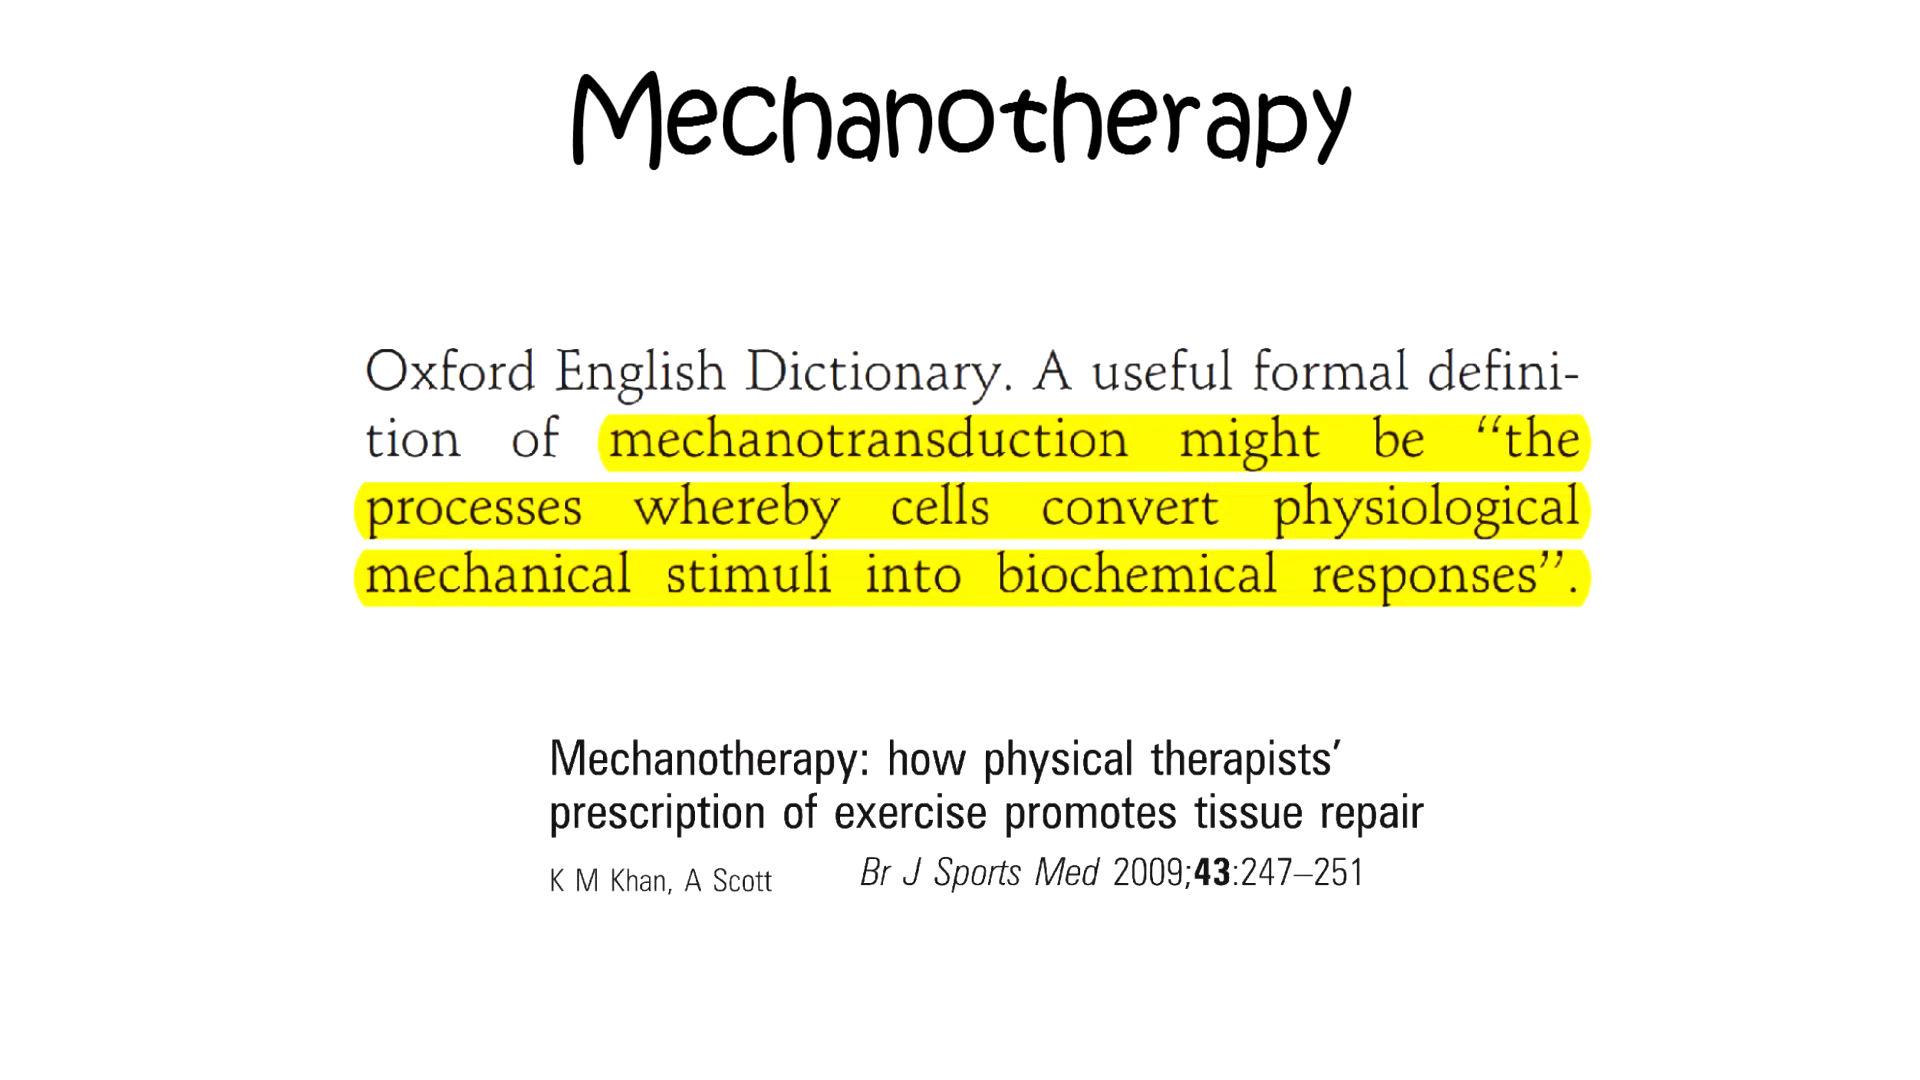 Mechanotherapy
Oxford English Dictionary. A useful formal defini-
tion of mechanotransduction might be “the
processes whereby cells convert physiological
mechanical stimuli into biochemical responses”.
Mechanotherapy: how physical therapists’
prescription of exercise promotes tissue repair
K M Khan, A Scott
Br J Sports Med 2009;43:247–251